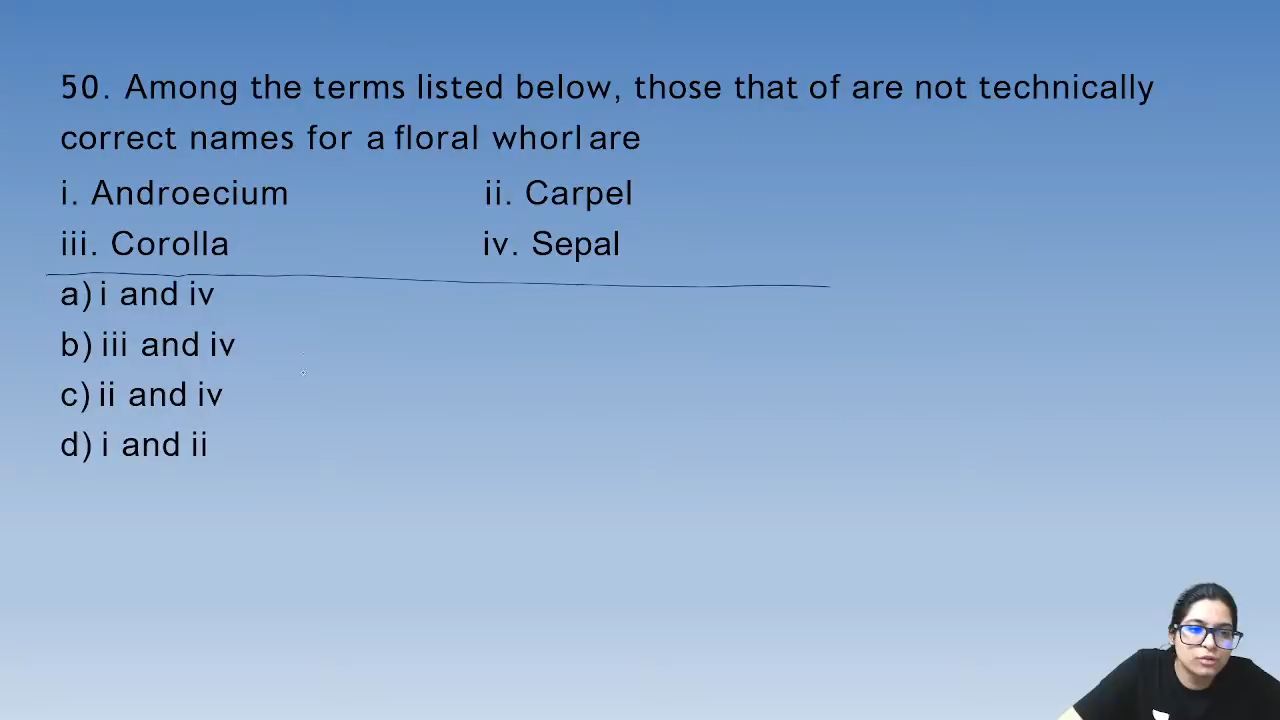 50. Among the terms listed below, those that of are not technically
correct names for a floral whorl are
i. Androecium ii. Carpel
iii. Corolla iv. Sepal
a) i and iv
b) iii and iv
c) ii and iv
d) i and ii